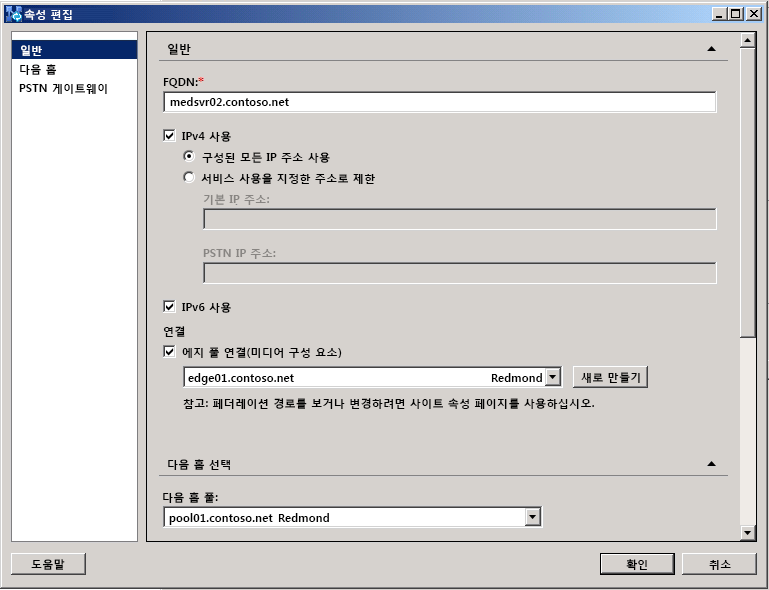 속성 편집
일반
다음 홉
PSTN 게이트웨이
일반
FQDN:*
medsvr02.contoso.net
IPv4 사용
구성된 모든 IP 주소 사용
서비스 사용을 지정한 주소로 제한
기본 IP 주소:
PSTN IP 주소:
IPv6 사용
연결
에지 풀 연결(미디어 구성 요소)
edge01.contoso.net Redmond
새로 만들기
참고: 페더레이션 경로를 보거나 변경하려면 사이트 속성 페이지를 사용하십시오.
다음 홉 선택
다음 홉 풀:
pool01.contoso.net Redmond
도움말
확인
취소